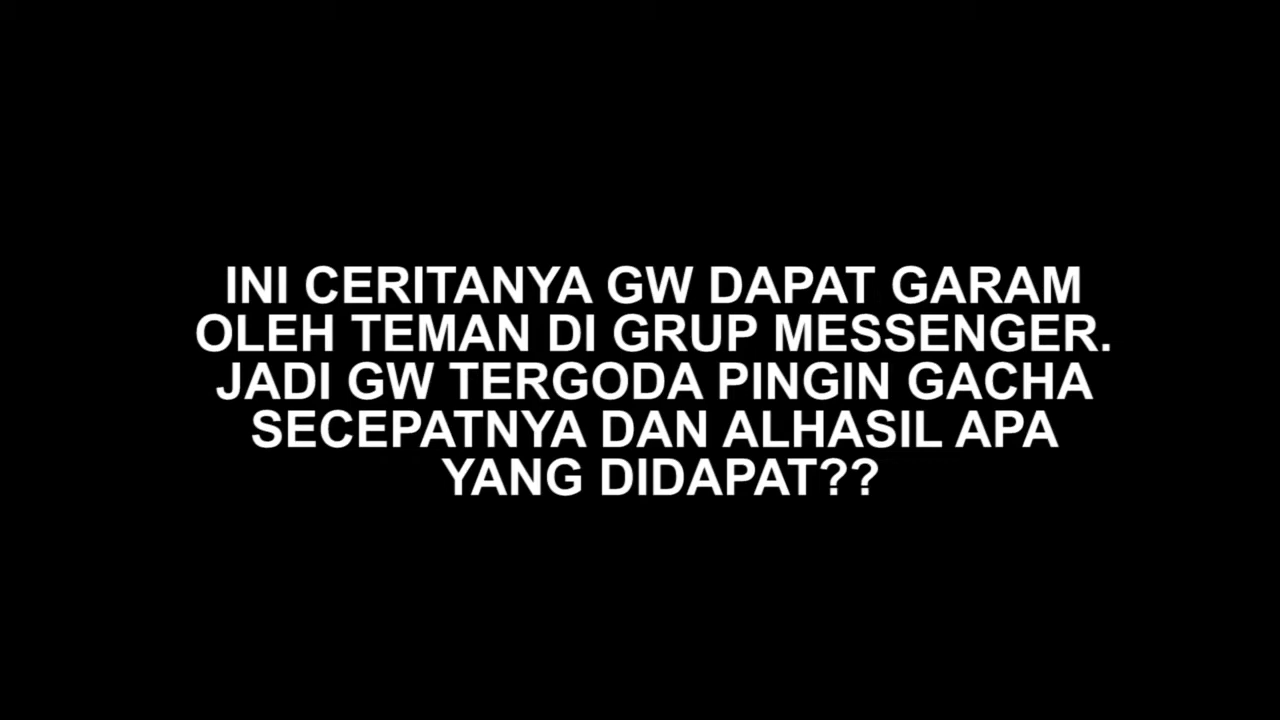 INI CERITANYA GW DAPAT GARAM
OLEH TEMAN DI GRUP MESSENGER.
JADI GW TERGODA PINGIN GACHA
SECEPATNYA DAN ALHASIL APA
YANG DIDAPAT??